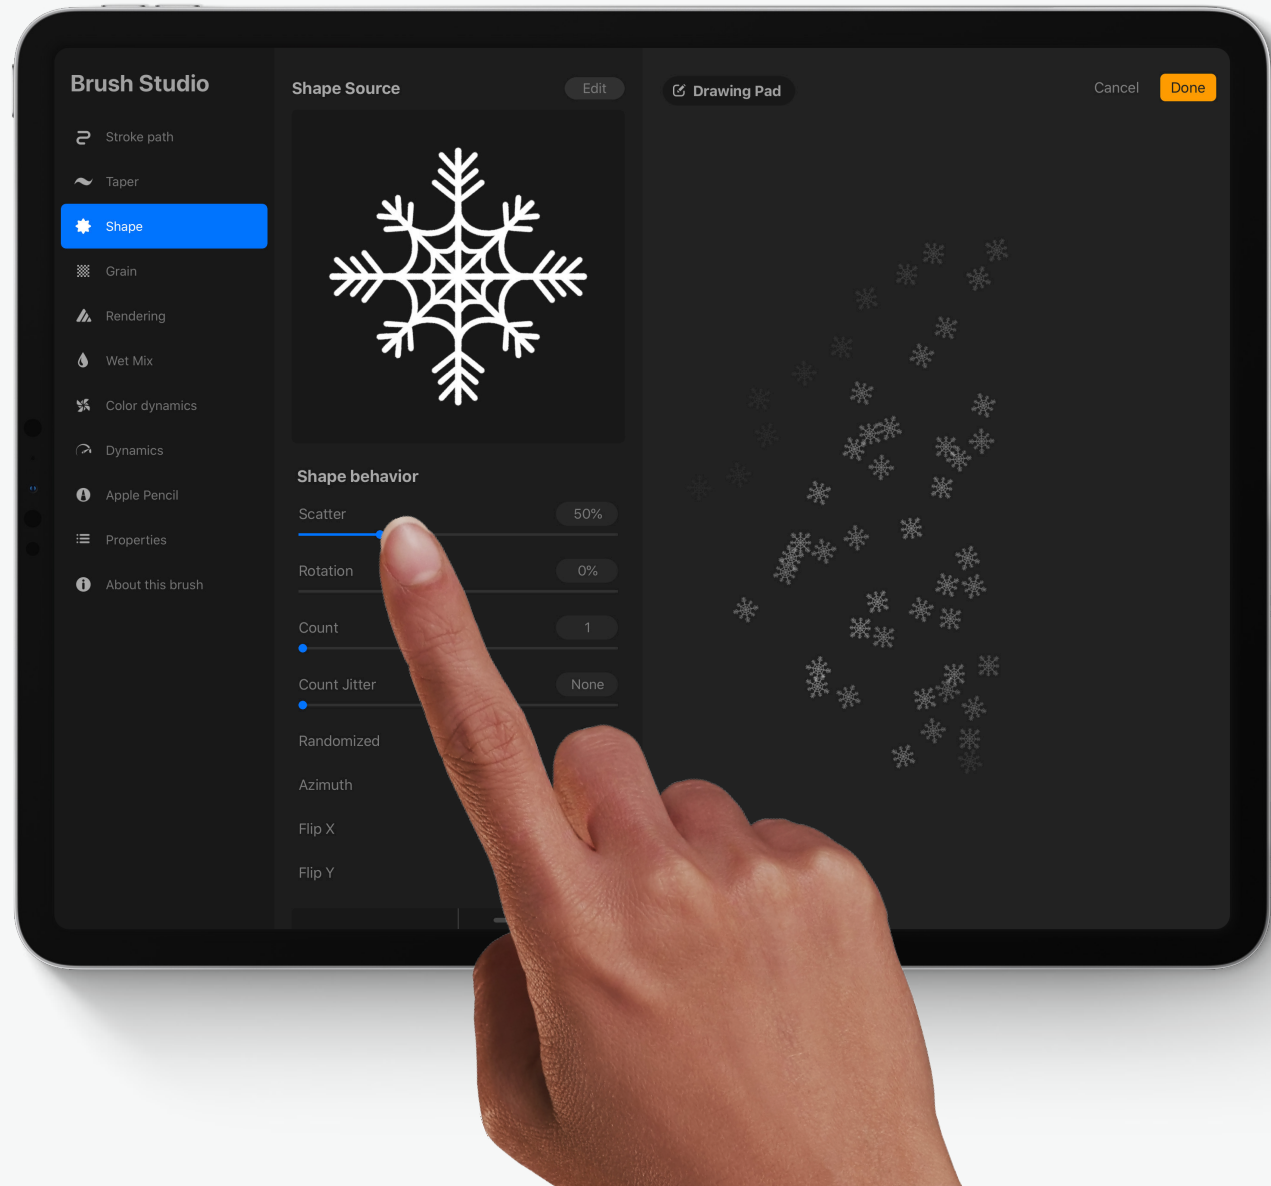 Brush Studio
Stroke path
Taper
Shape
Grain
Rendering
Wet Mix
Color dynamics
Dynamics
Apple Pencil
Properties
About this brush
Shape Source
Edit
Shape behavior
Scatter
50%
Rotation
0%
Count
1
Count Jitter
None
Randomized
Azimuth
Flip X
Flip Y
Drawing Pad
Cancel
Done